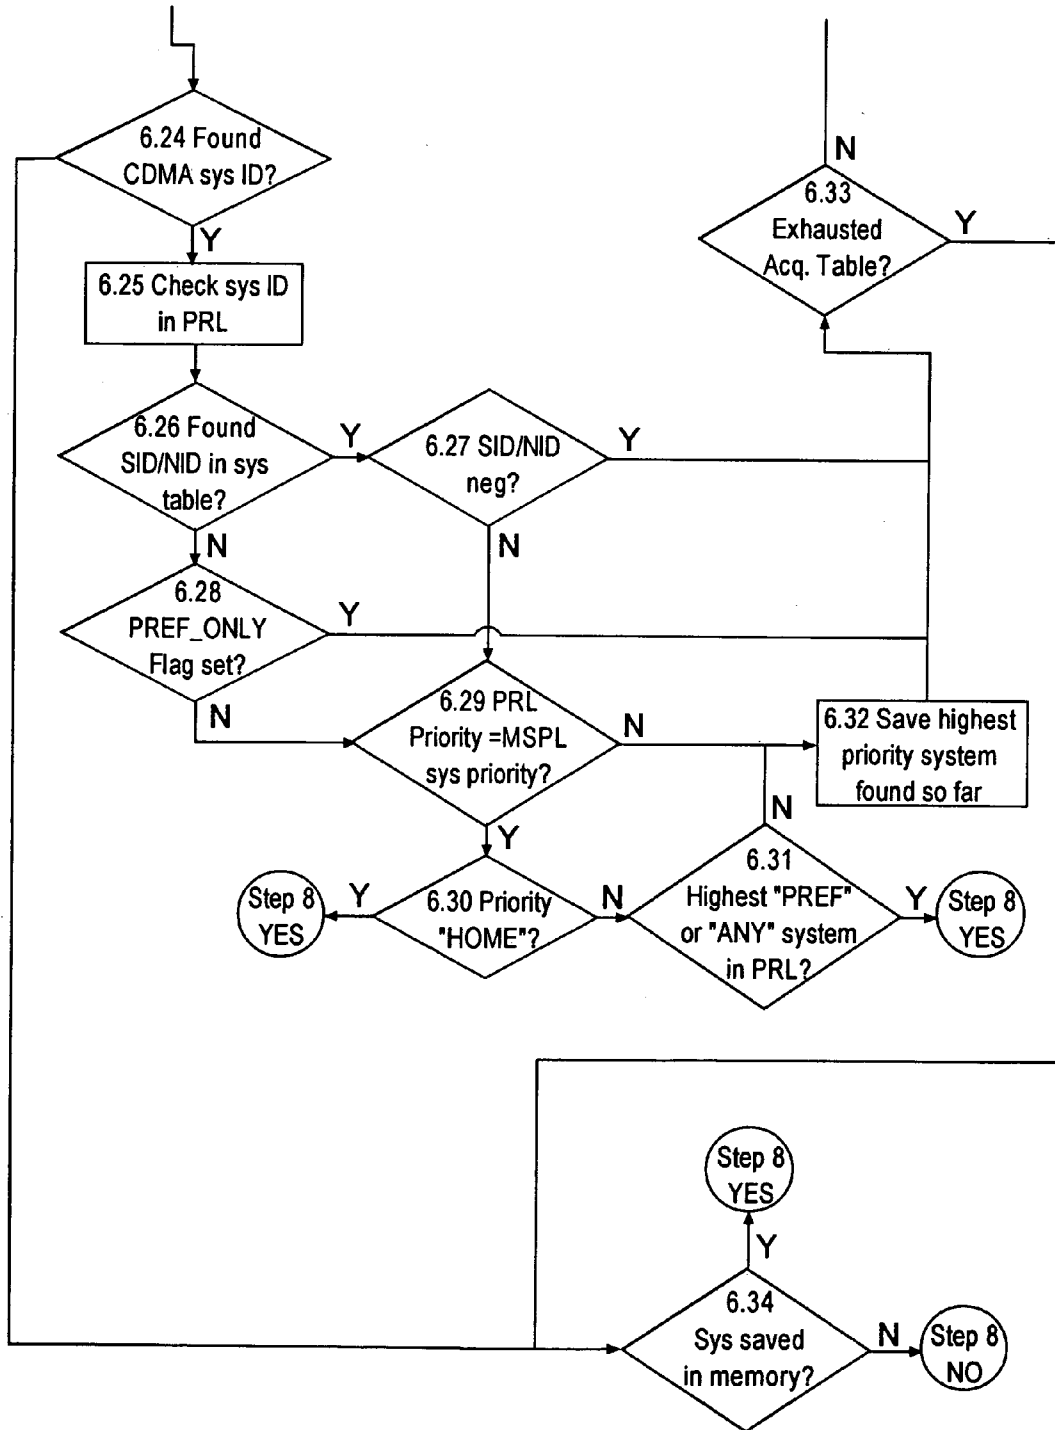 6.24 Found
CDMA sys ID?
Y
6.25 Check sys ID
in PRL
6.26 Found
SID/NID in sys
table?
Y
N
6.27 SID/NID
neg?
Y
N
6.28
PREF_ONLY
Flag set?
Y
N
6.29 PRL
Priority =MSPL
sys priority?
N
Y
6.30 Priority
"HOME"?
Y
Step 8
YES
N
6.31
Highest "PREF"
or "ANY" system
in PRL?
N
Y
Step 8
YES
6.32 Save highest
priority system
found so far
N
6.33
Exhausted
Acq. Table?
Y
Step 8
YES
Y
6.34
Sys saved
in memory?
N
Step 8
NO